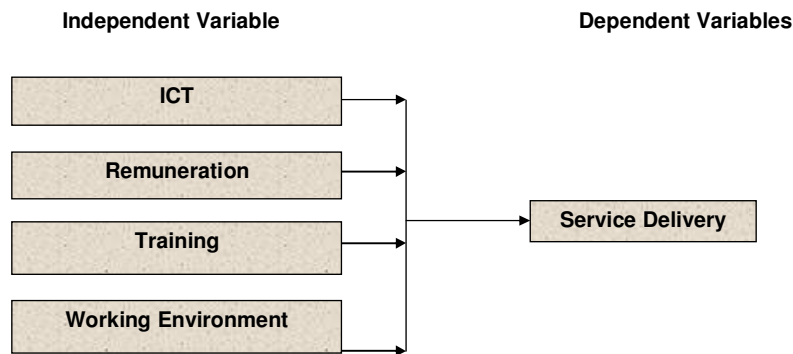 Independent Variable
Dependent Variables
ICT
Remuneration
Training
Service Delivery
Working Environment